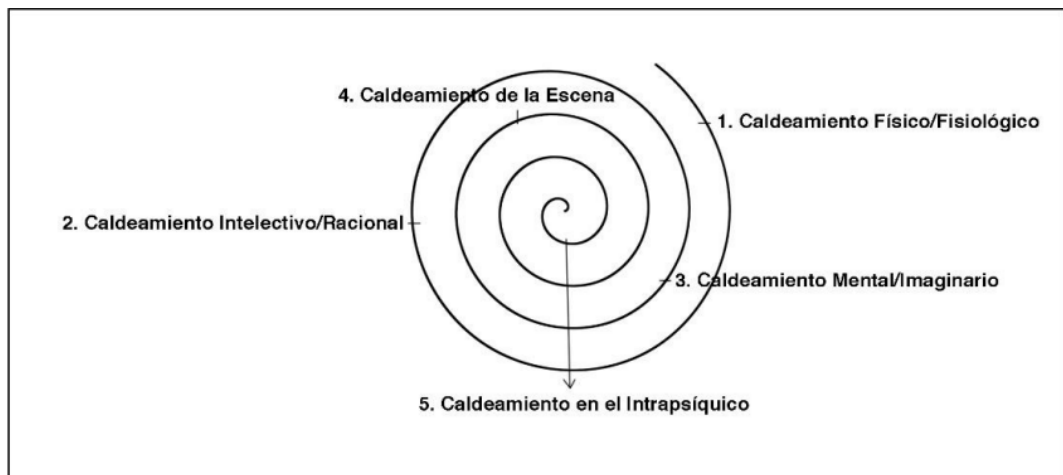 4. Caldeamiento de la Escena
1. Caldeamiento Físico/Fisiológico
2. Caldeamiento Intelectivo/Racional
3. Caldeamiento Mental/Imaginario
5. Caldeamiento en el Intrapsíquico